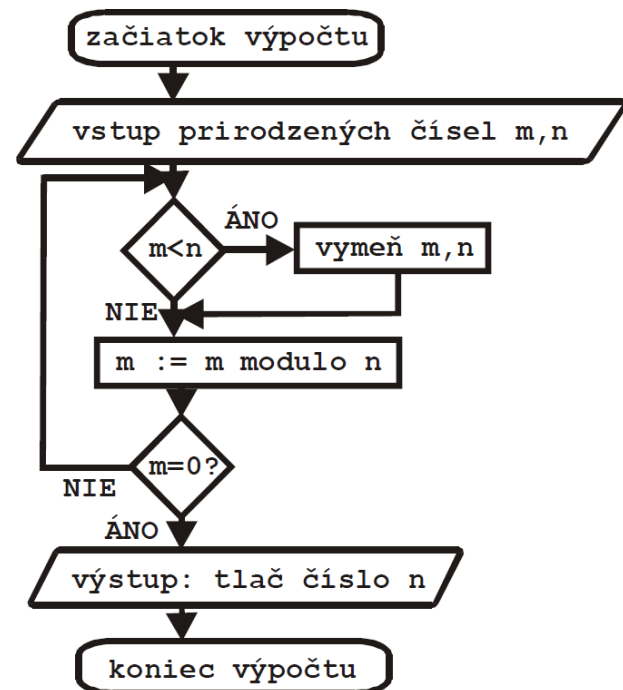 začiatok výpočtu
vstup prirodzených čísel m,n
ÁNO
m<n
vymeň m,n
NIE
m := m modulo n
m=0?
NIE
ÁNO
výstup: tlač číslo n
koniec výpočtu